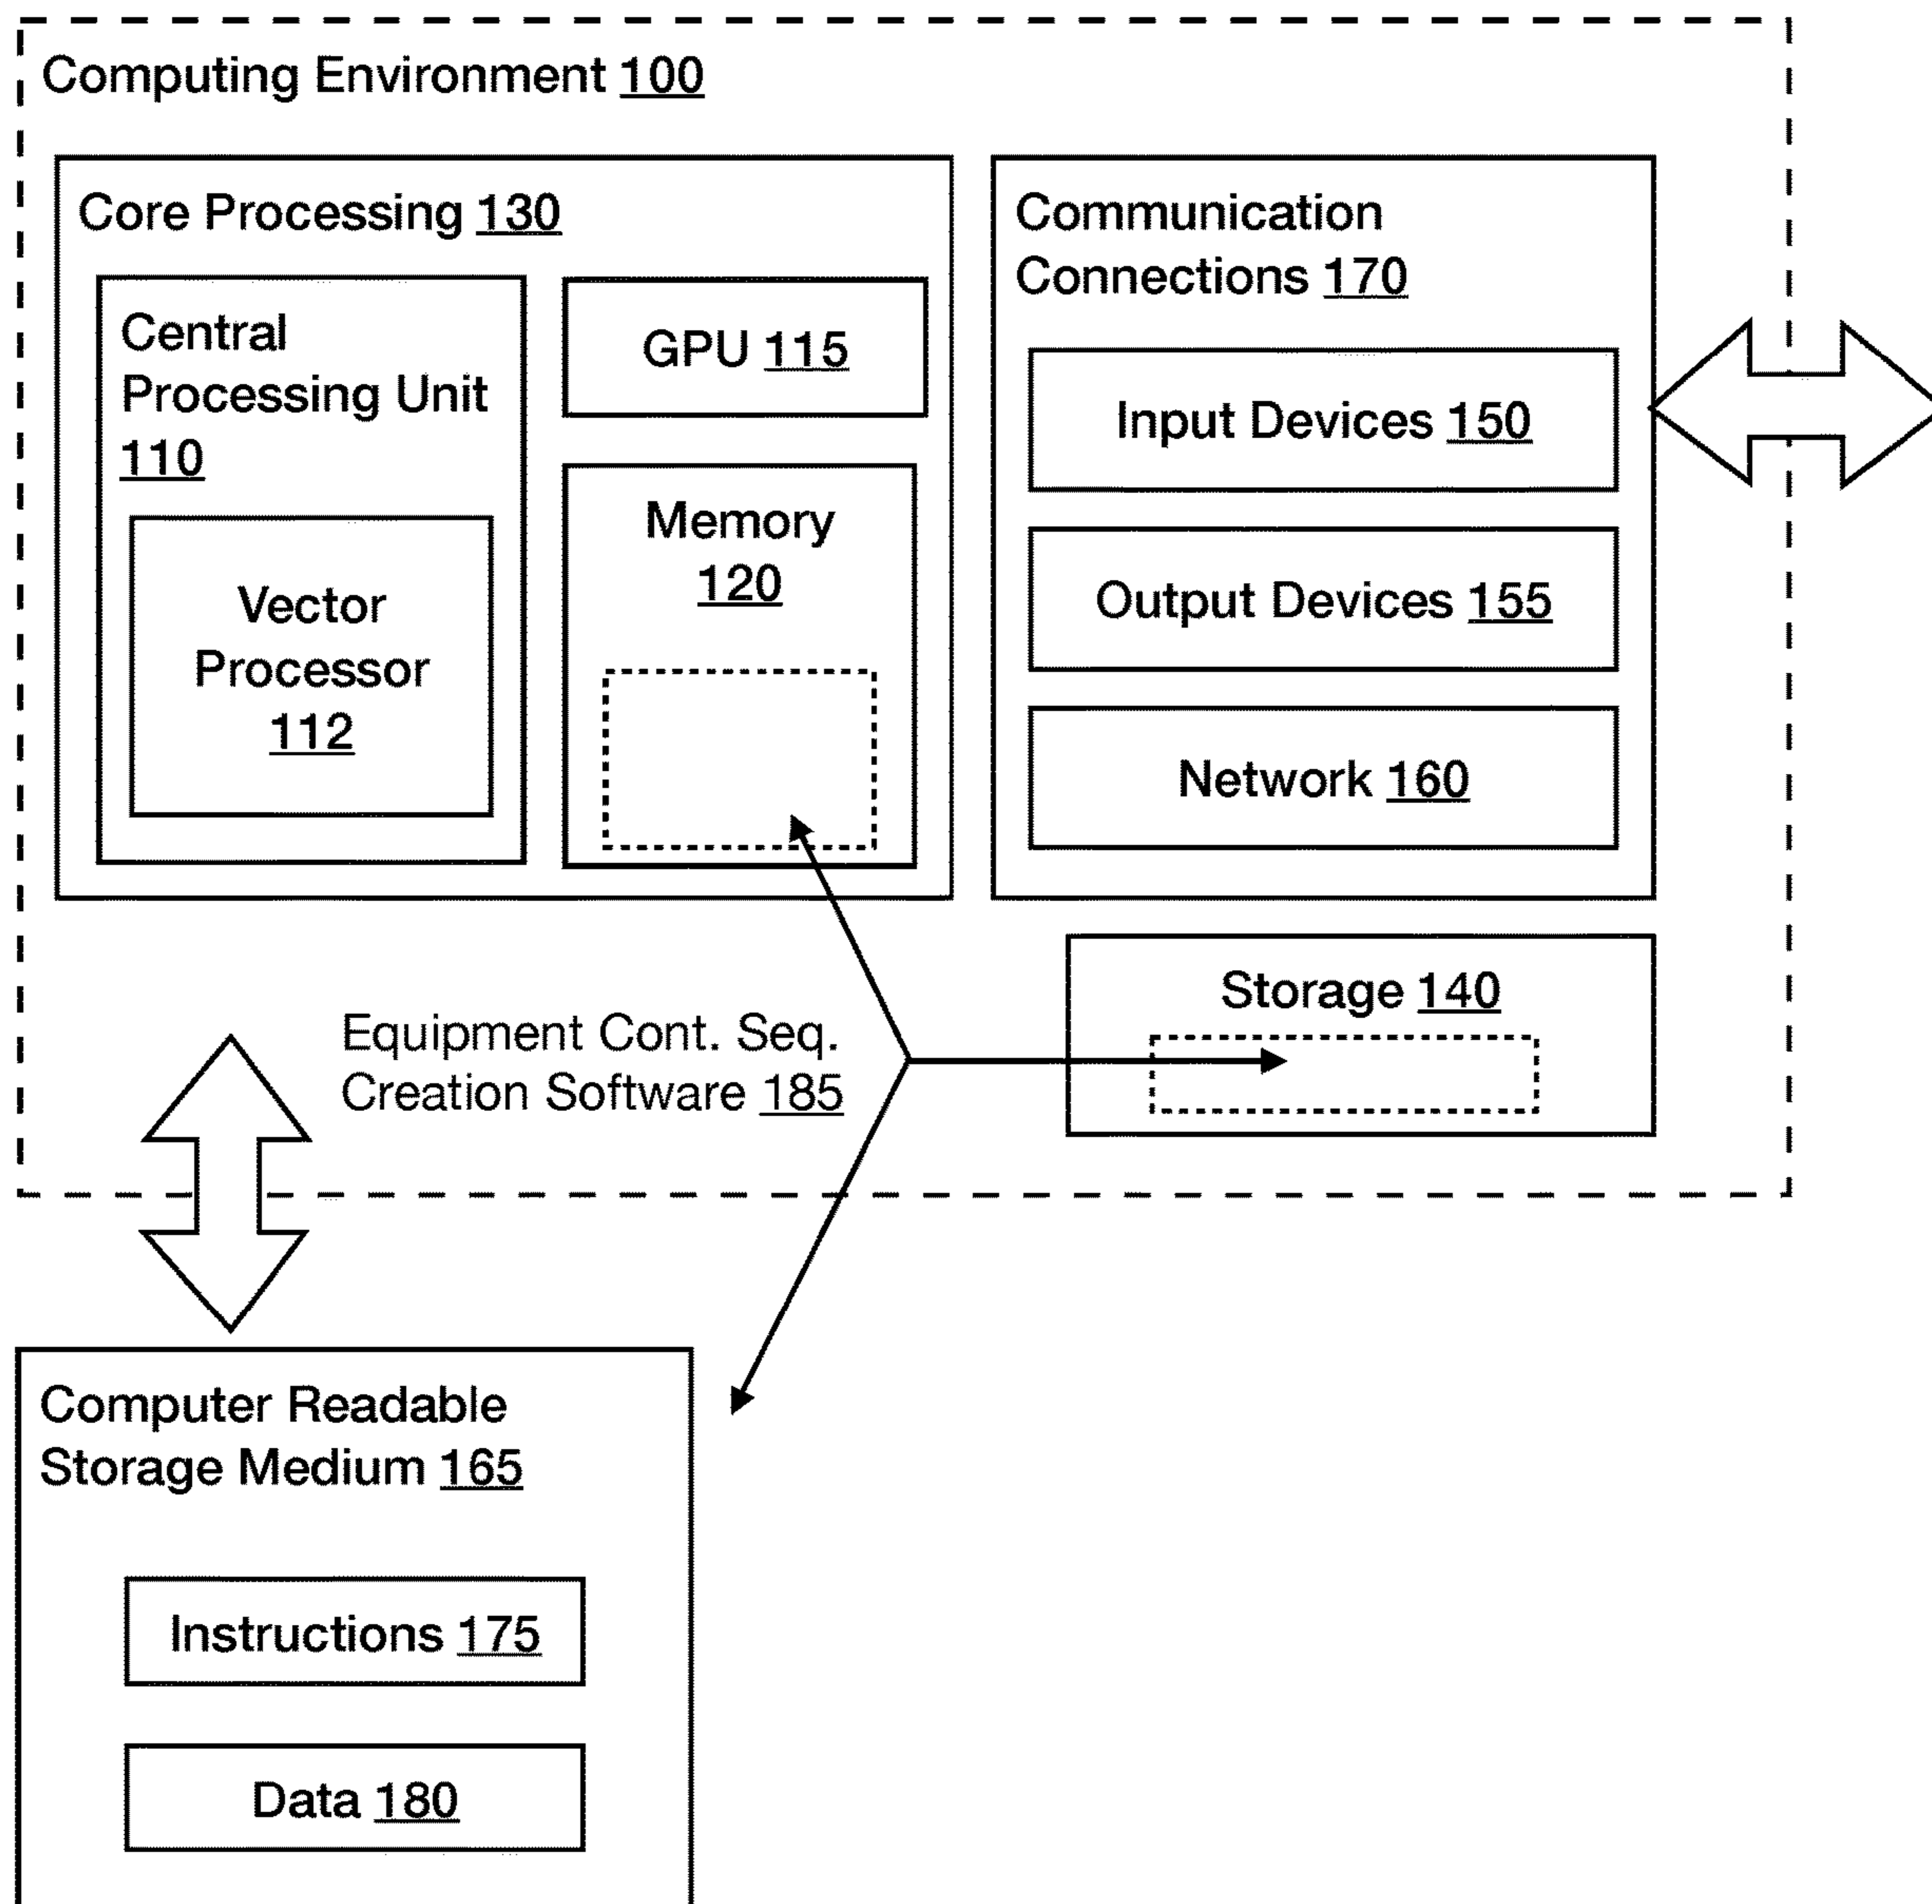 Computing Environment 100
Core Processing 130
Central
Processing Unit
110
Vector
Processor
112
GPU 115
Memory
120
Communication
Connections 170
Input Devices 150
Output Devices 155
Network 160
Storage 140
Equipment Cont. Seq.
Creation Software 185
Computer Readable
Storage Medium 165
Instructions 175
Data 180